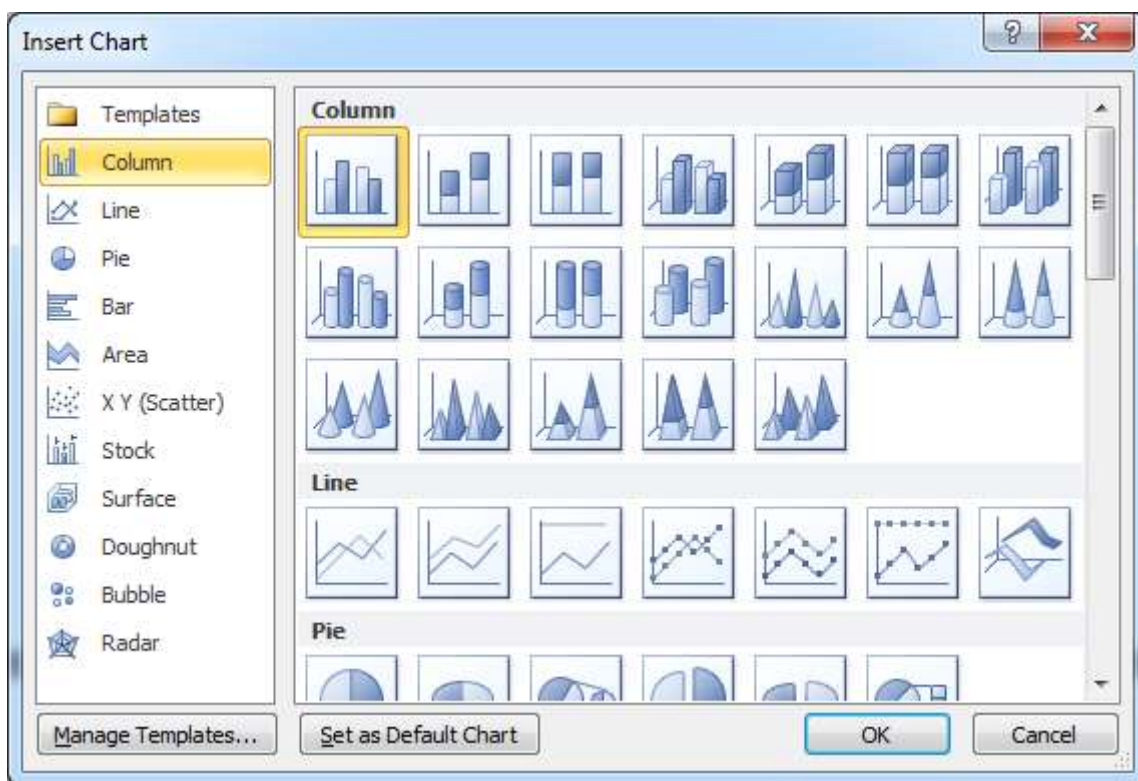 Insert Chart
Templates
Column
Line
Pie
Bar
Area
X Y (Scatter)
Stock
Surface
Doughnut
Bubble
Radar
Column
Line
Pie
Manage Templates...
Set as Default Chart
OK
Cancel